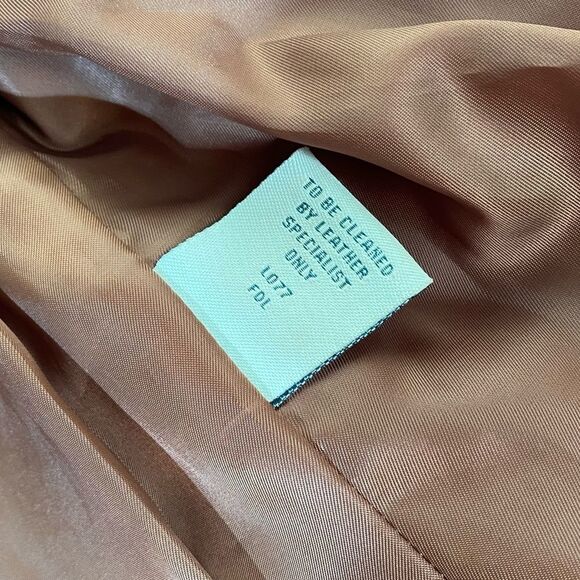 TO BE CLEANED
BY LEATHER
SPECIALIST
ONLY
L077
FDL